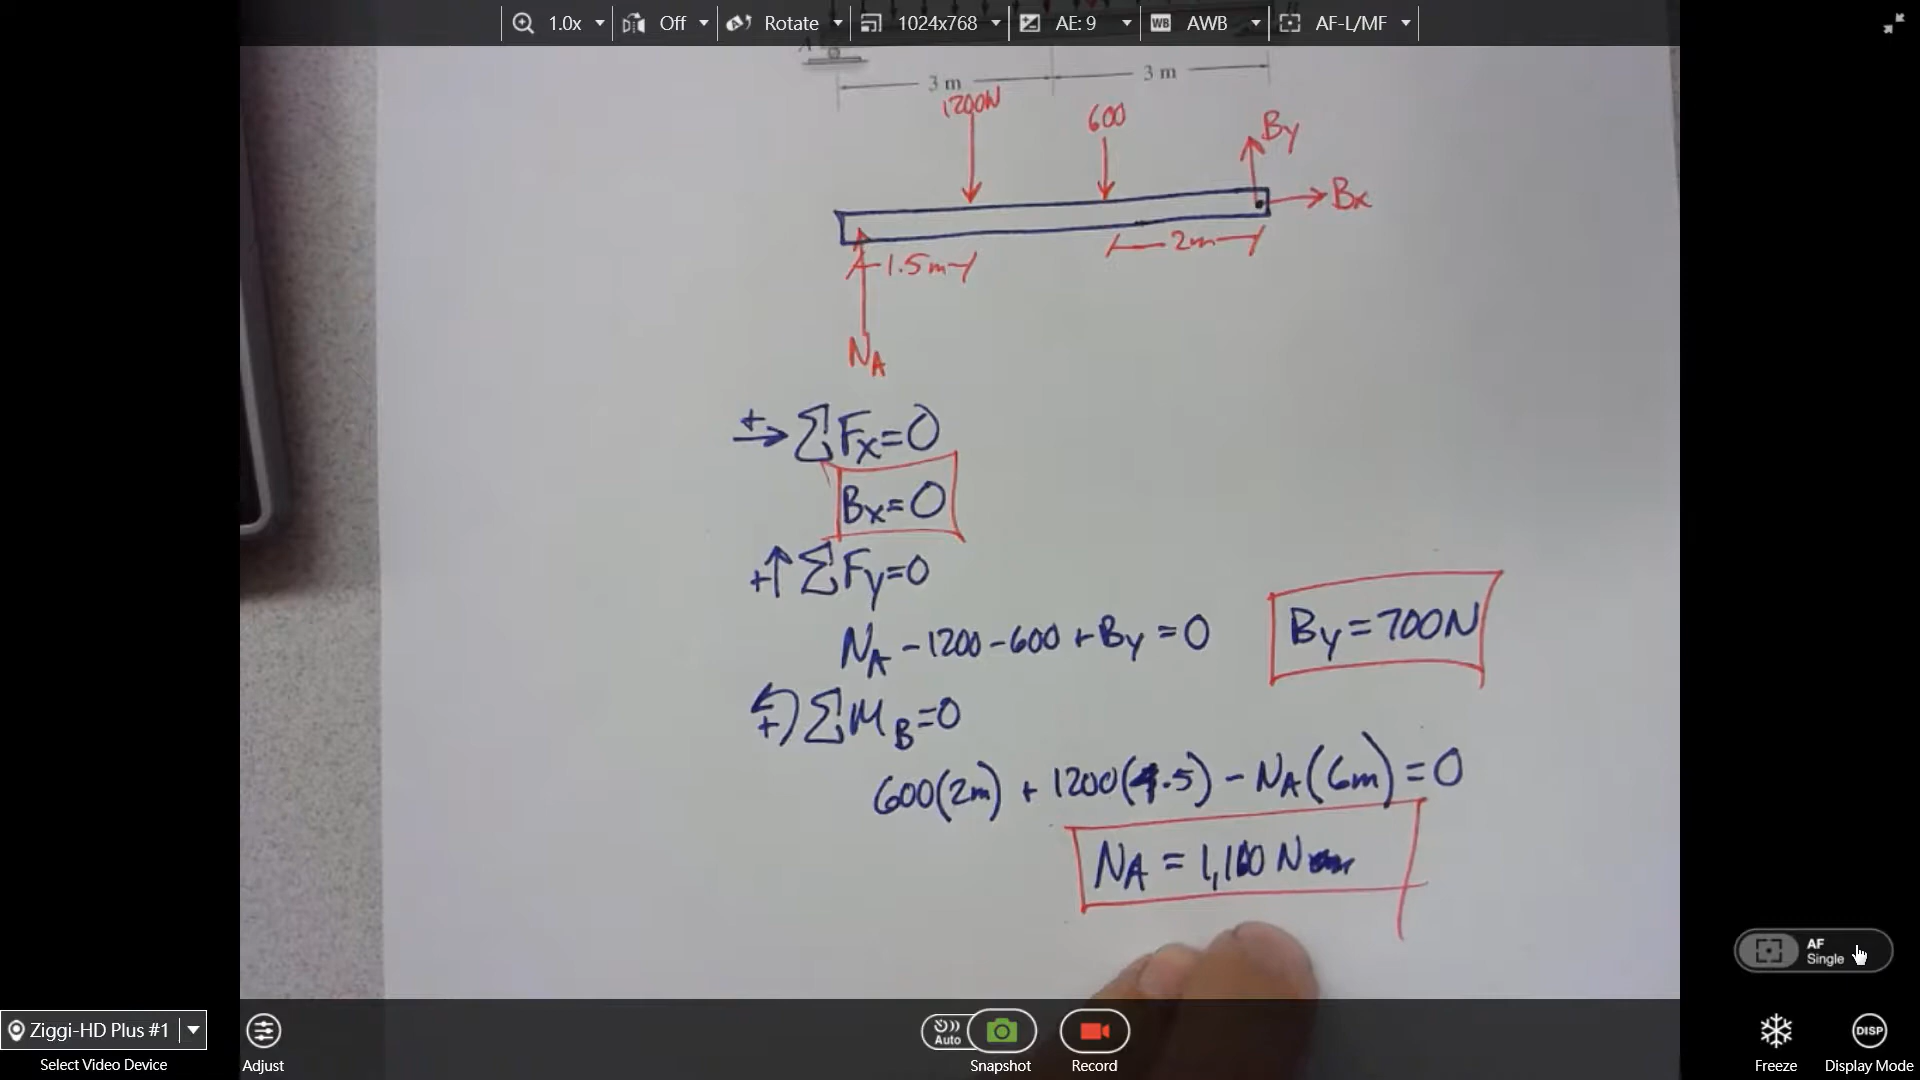 1.0x Off Rotate 1024x768 AE: 9 WB AWB AF-L/MF
3 m 3 m
1200N 600 By
Bx
1.5m 2m
NA
+→ ΣFx=0
Bx=0
+↑ΣFy=0
NA -1200-600 +By =0 By=700N
↶+ ΣMB=0
600(2m) + 1200(4.5) - NA(6m) =0
NA = 1,100 N
AF
Single
Ziggi-HD Plus #1
Select Video Device
Adjust
Auto
Snapshot
Record
Freeze
DISP
Display Mode